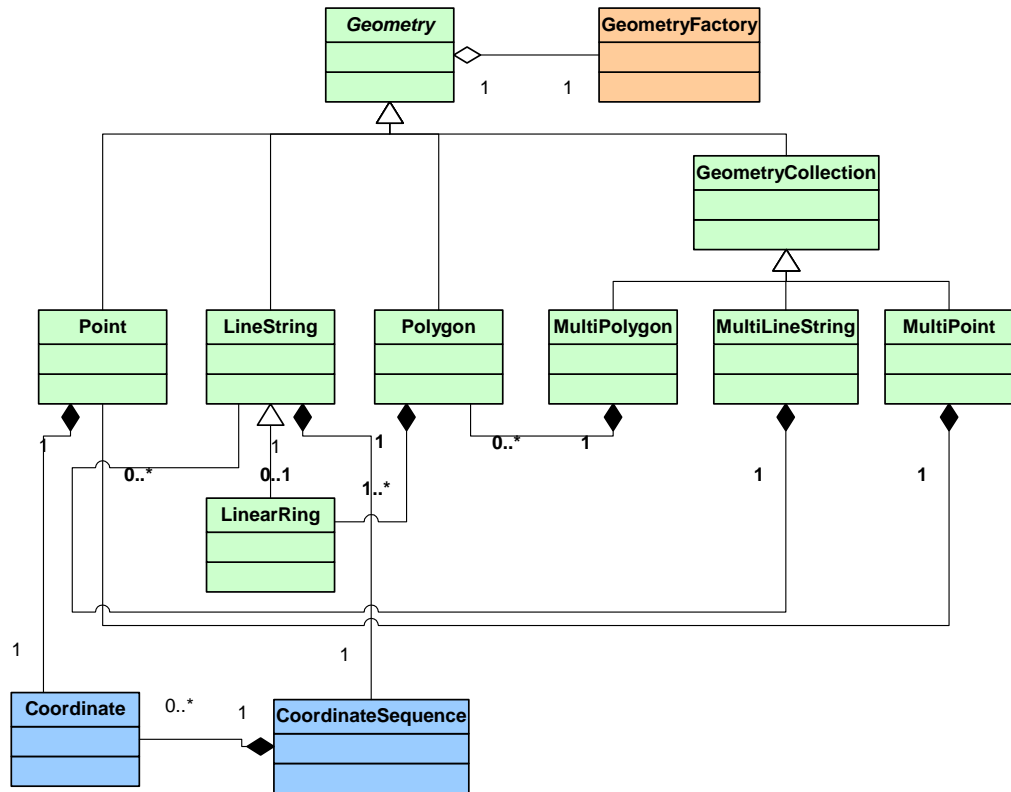 Geometry
GeometryFactory
1
1
GeometryCollection
Point
LineString
Polygon
MultiPolygon
MultiLineString
MultiPoint
1
1
1
0..*
1
0..*
0..1
1..*
1
1
LinearRing
1
1
Coordinate
0..*
1
CoordinateSequence